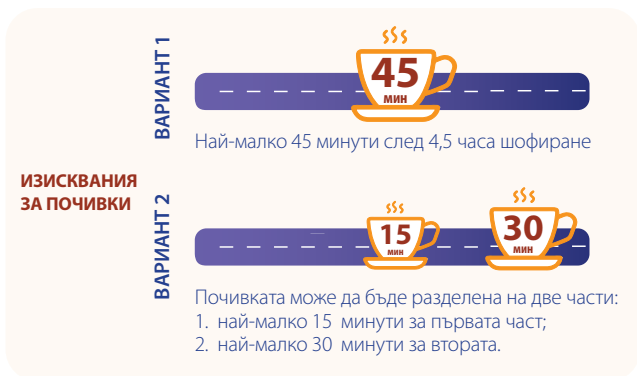 ИЗИСКВАНИЯ
ЗА ПОЧИВКИ
ВАРИАНТ 1
45
МИН
Най-малко 45 минути след 4,5 часа шофиране
ВАРИАНТ 2
15
МИН
30
МИН
Почивката може да бъде разделена на две части:
1. най-малко 15 минути за първата част;
2. най-малко 30 минути за втората.